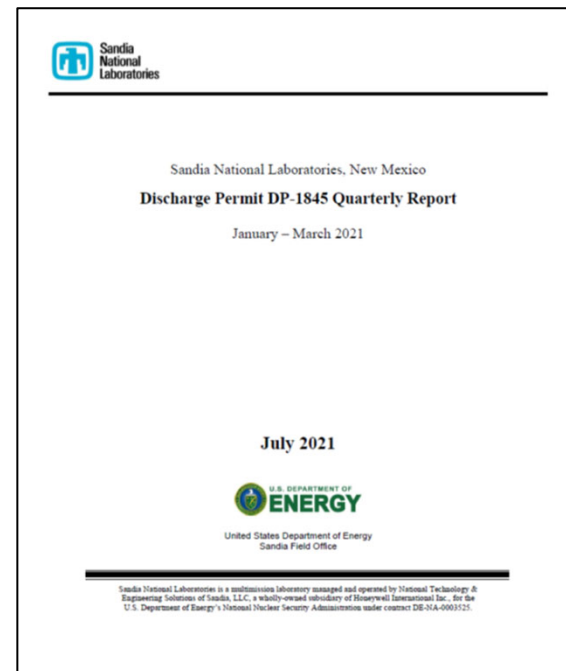 Sandia
National
Laboratories
Sandia National Laboratories, New Mexico
Discharge Permit DP-1845 Quarterly Report
January – March 2021
July 2021
U.S. DEPARTMENT OF
ENERGY
United States Department of Energy
Sandia Field Office
Sandia National Laboratories is a multimission laboratory managed and operated by National Technology &
Engineering Solutions of Sandia, LLC, a wholly-owned subsidiary of Honeywell International Inc., for the
U.S. Department of Energy's National Nuclear Security Administration under contract DE-NA-0003525.